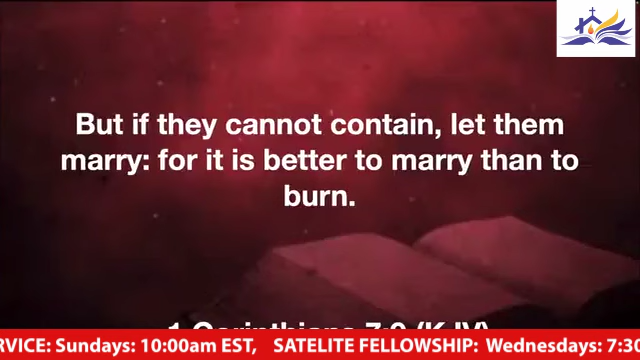 But if they cannot contain, let them
marry: for it is better to marry than to
burn.
1 Corinthians 7:9 (KJV)
RVICE: Sundays: 10:00am EST, SATELITE FELLOWSHIP: Wednesdays: 7:30